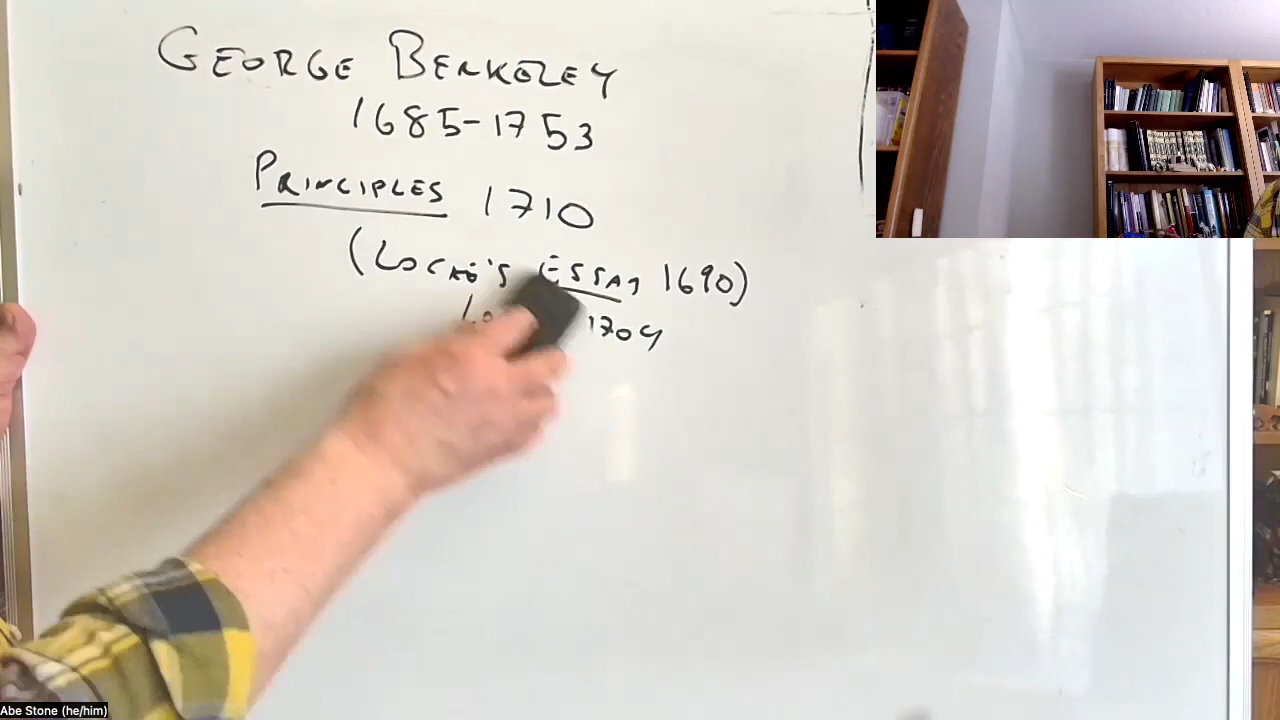 GEORGE BERKELEY
1685-1753
PRINCIPLES 1710
(LOCKE'S ESSAY 1690)
1704
Abe Stone (he/him)